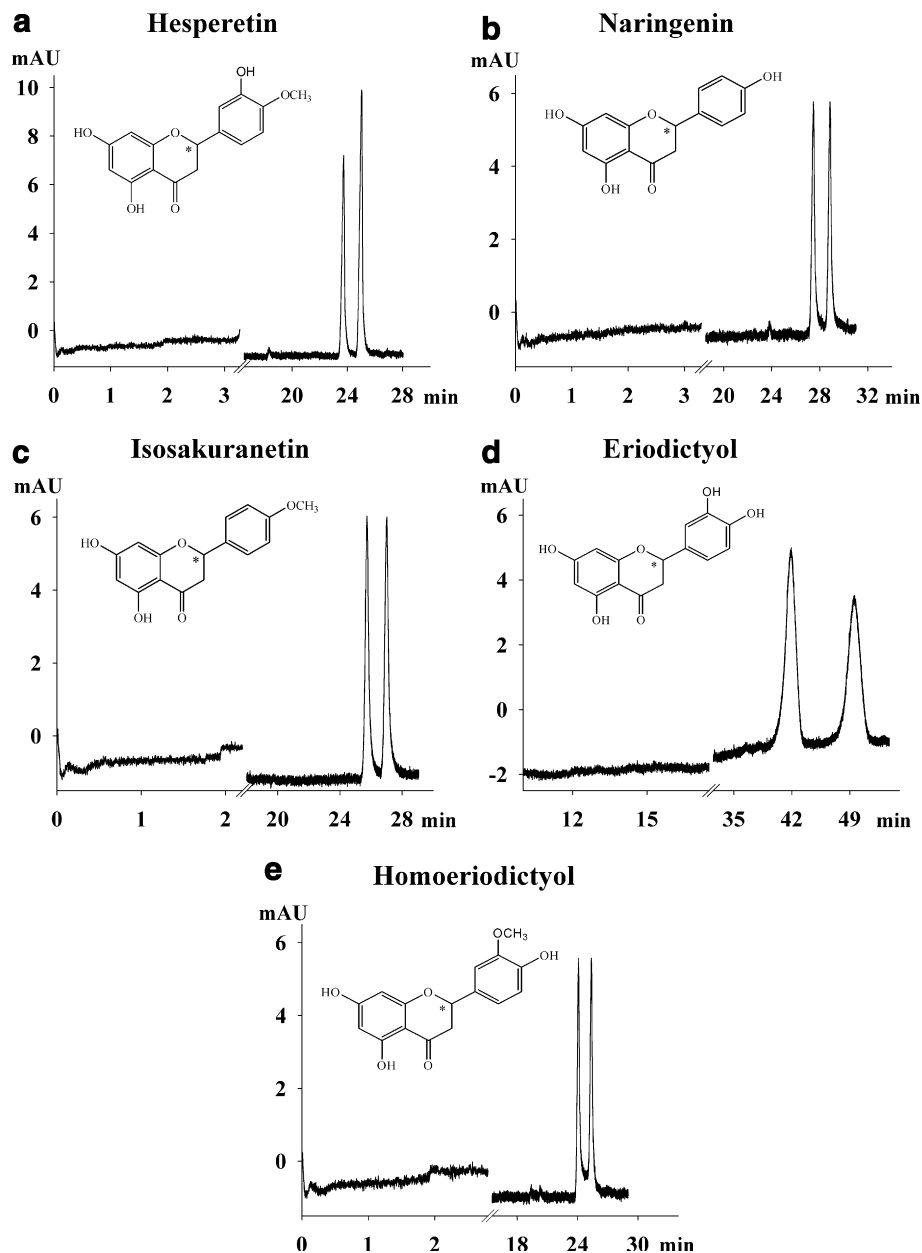 a Hesperetin
mAU
10
8
6
4
2
0
0 1 2 3 20 24 28 min
OH
OCH3
HO
O
*
OH
O
b Naringenin
mAU
6
4
2
0
0 1 2 3 20 24 28 32 min
OH
HO
O
*
OH
O
c Isosakuranetin
mAU
6
4
2
0
0 1 2 20 24 28 min
OCH3
HO
O
*
OH
O
d Eriodictyol
mAU
6
4
2
0
-2
12 15 35 42 49 min
OH
OH
HO
O
*
OH
O
e Homoeriodictyol
mAU
6
4
2
0
0 1 2 18 24 30 min
OCH3
OH
HO
O
*
OH
O